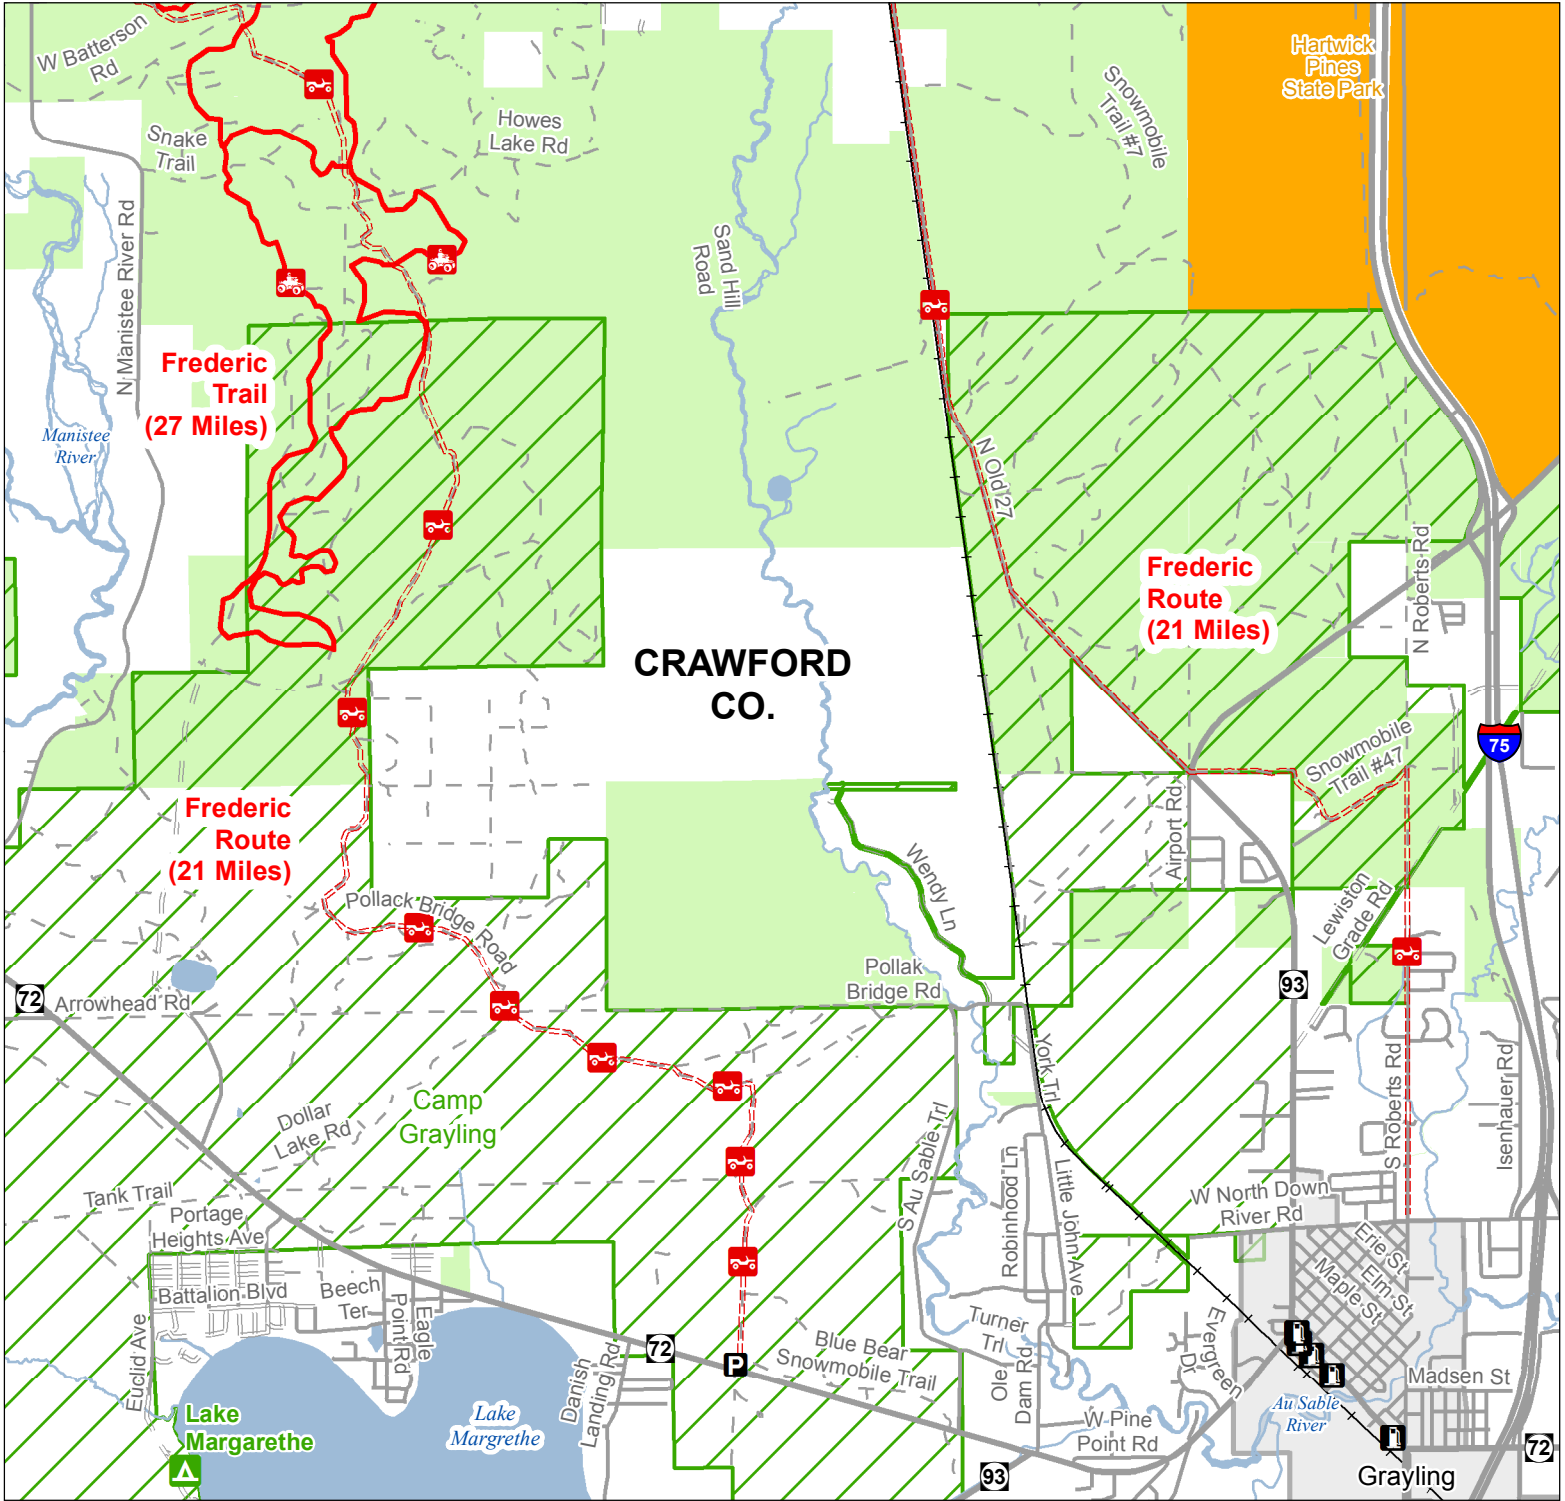 W Batterson
Rd
Snake
Trail
Howes
Lake Rd
Snowmobile
Trail #7
Hartwick
Pines
State Park
N Manistee River Rd
Sand Hill
Road
Frederic
Trail
(27 Miles)
Manistee
River
N Old 27
Frederic
Route
(21 Miles)
N Roberts Rd
CRAWFORD
CO.
75
Snowmobile
Trail #47
Frederic
Route
(21 Miles)
Airport Rd
Wendy Ln
Pollack Bridge Road
Lewiston
Grade Rd
Pollak
Bridge Rd
72
Arrowhead Rd
93
York Trl
S Roberts Rd
Isenhauer Rd
Camp
Grayling
Dollar
Lake Rd
S Au Sable Trl
Robinhood Ln
Little John Ave
Tank Trail
Portage
Heights Ave
W North Down
River Rd
Erie St
Elm St
Maple St
Battalion Blvd
Beech
Ter
Eagle
Point Rd
Euclid Ave
72
P
Blue Bear
Snowmobile Trail
Turner
Trl
Ole
Dam Rd
Evergreen
Dr
Danish
Landing Rd
Madsen St
Au Sable
River
Lake
Margarethe
Lake
Margrethe
W Pine
Point Rd
93
72
Grayling